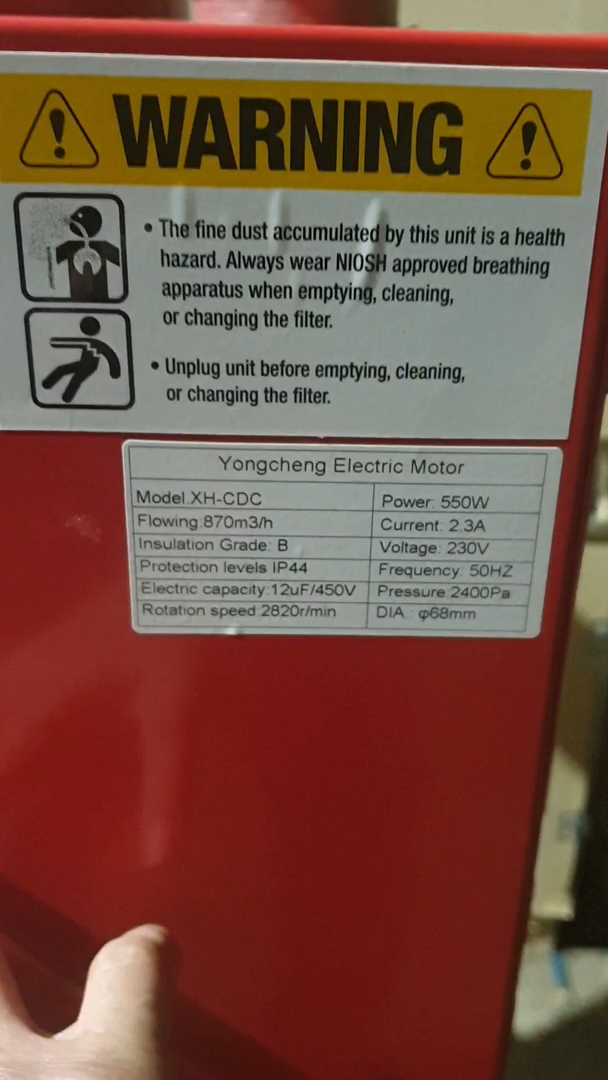 WARNING
• The fine dust accumulated by this unit is a health
hazard. Always wear NIOSH approved breathing
apparatus when emptying, cleaning,
or changing the filter.
• Unplug unit before emptying, cleaning,
or changing the filter.
Yongcheng Electric Motor
Model.XH-CDC Power: 550W
Flowing:870m3/h Current: 2.3A
Insulation Grade: B Voltage: 230V
Protection levels IP44 Frequency: 50HZ
Electric capacity:12uF/450V Pressure:2400Pa
Rotation speed:2820r/min DIA.: φ68mm